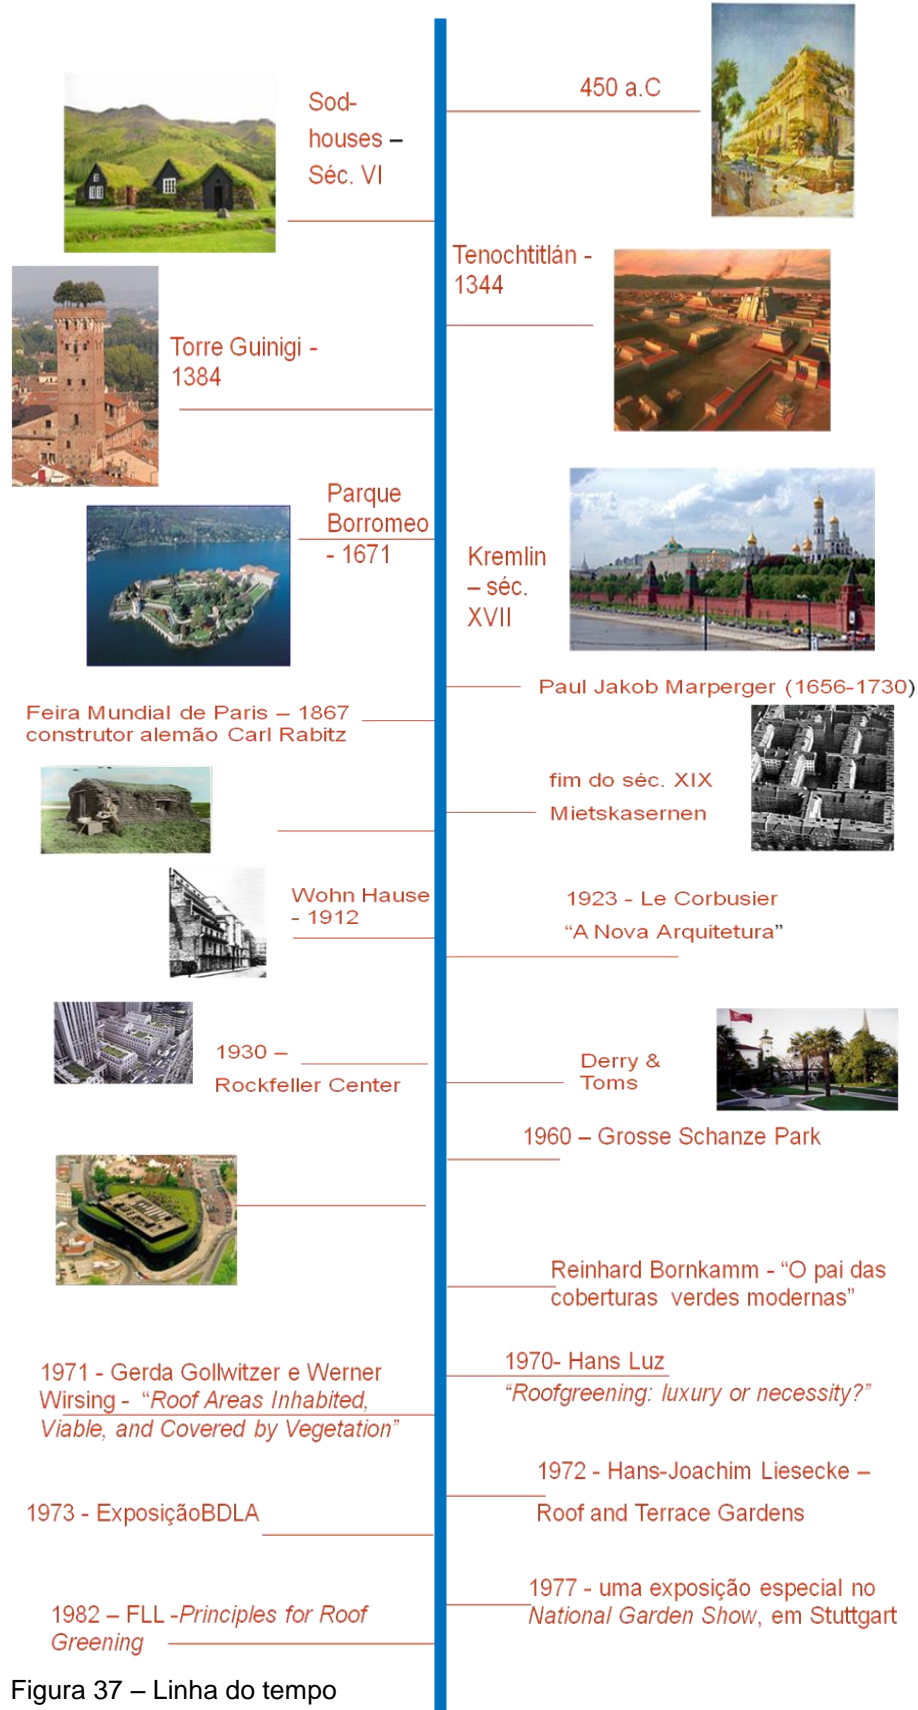 450 a.C
Sod-
houses –
Séc. VI
Tenochtitlán -
1344
Torre Guinigi -
1384
Parque
Borromeo
- 1671
Kremlin
– séc.
XVII
Paul Jakob Marperger (1656-1730)
Feira Mundial de Paris – 1867
construtor alemão Carl Rabitz
fim do séc. XIX
Mietskasernen
Wohn Hause
- 1912
1923 - Le Corbusier
“A Nova Arquitetura”
1930 –
Rockfeller Center
Derry &
Toms
1960 – Grosse Schanze Park
Reinhard Bornkamm - “O pai das
coberturas verdes modernas”
1970- Hans Luz
“Roofgreening: luxury or necessity?”
1971 - Gerda Gollwitzer e Werner
Wirsing - “Roof Areas Inhabited,
Viable, and Covered by Vegetation”
1972 - Hans-Joachim Liesecke –
Roof and Terrace Gardens
1973 - ExposiçãoBDLA
1977 - uma exposição especial no
National Garden Show, em Stuttgart
1982 – FLL -Principles for Roof
Greening
Figura 37 – Linha do tempo